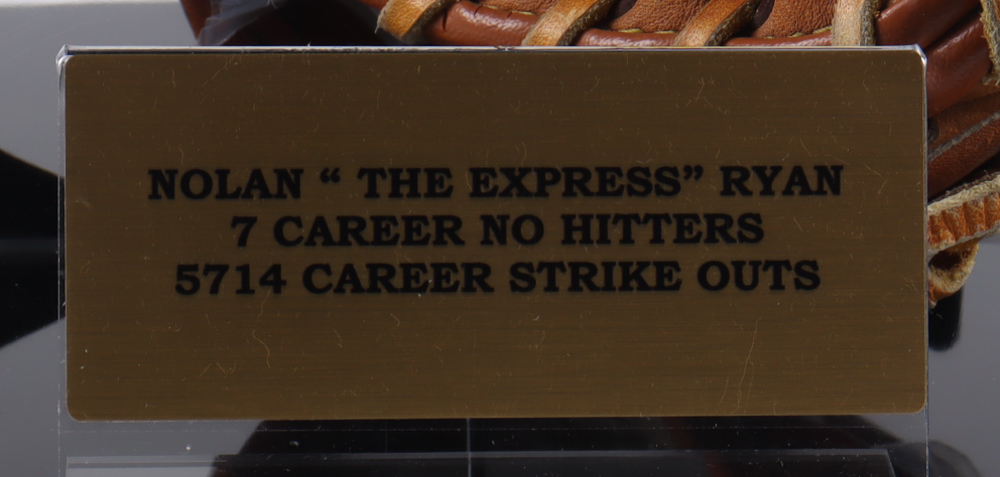 NOLAN “ THE EXPRESS” RYAN
7 CAREER NO HITTERS
5714 CAREER STRIKE OUTS